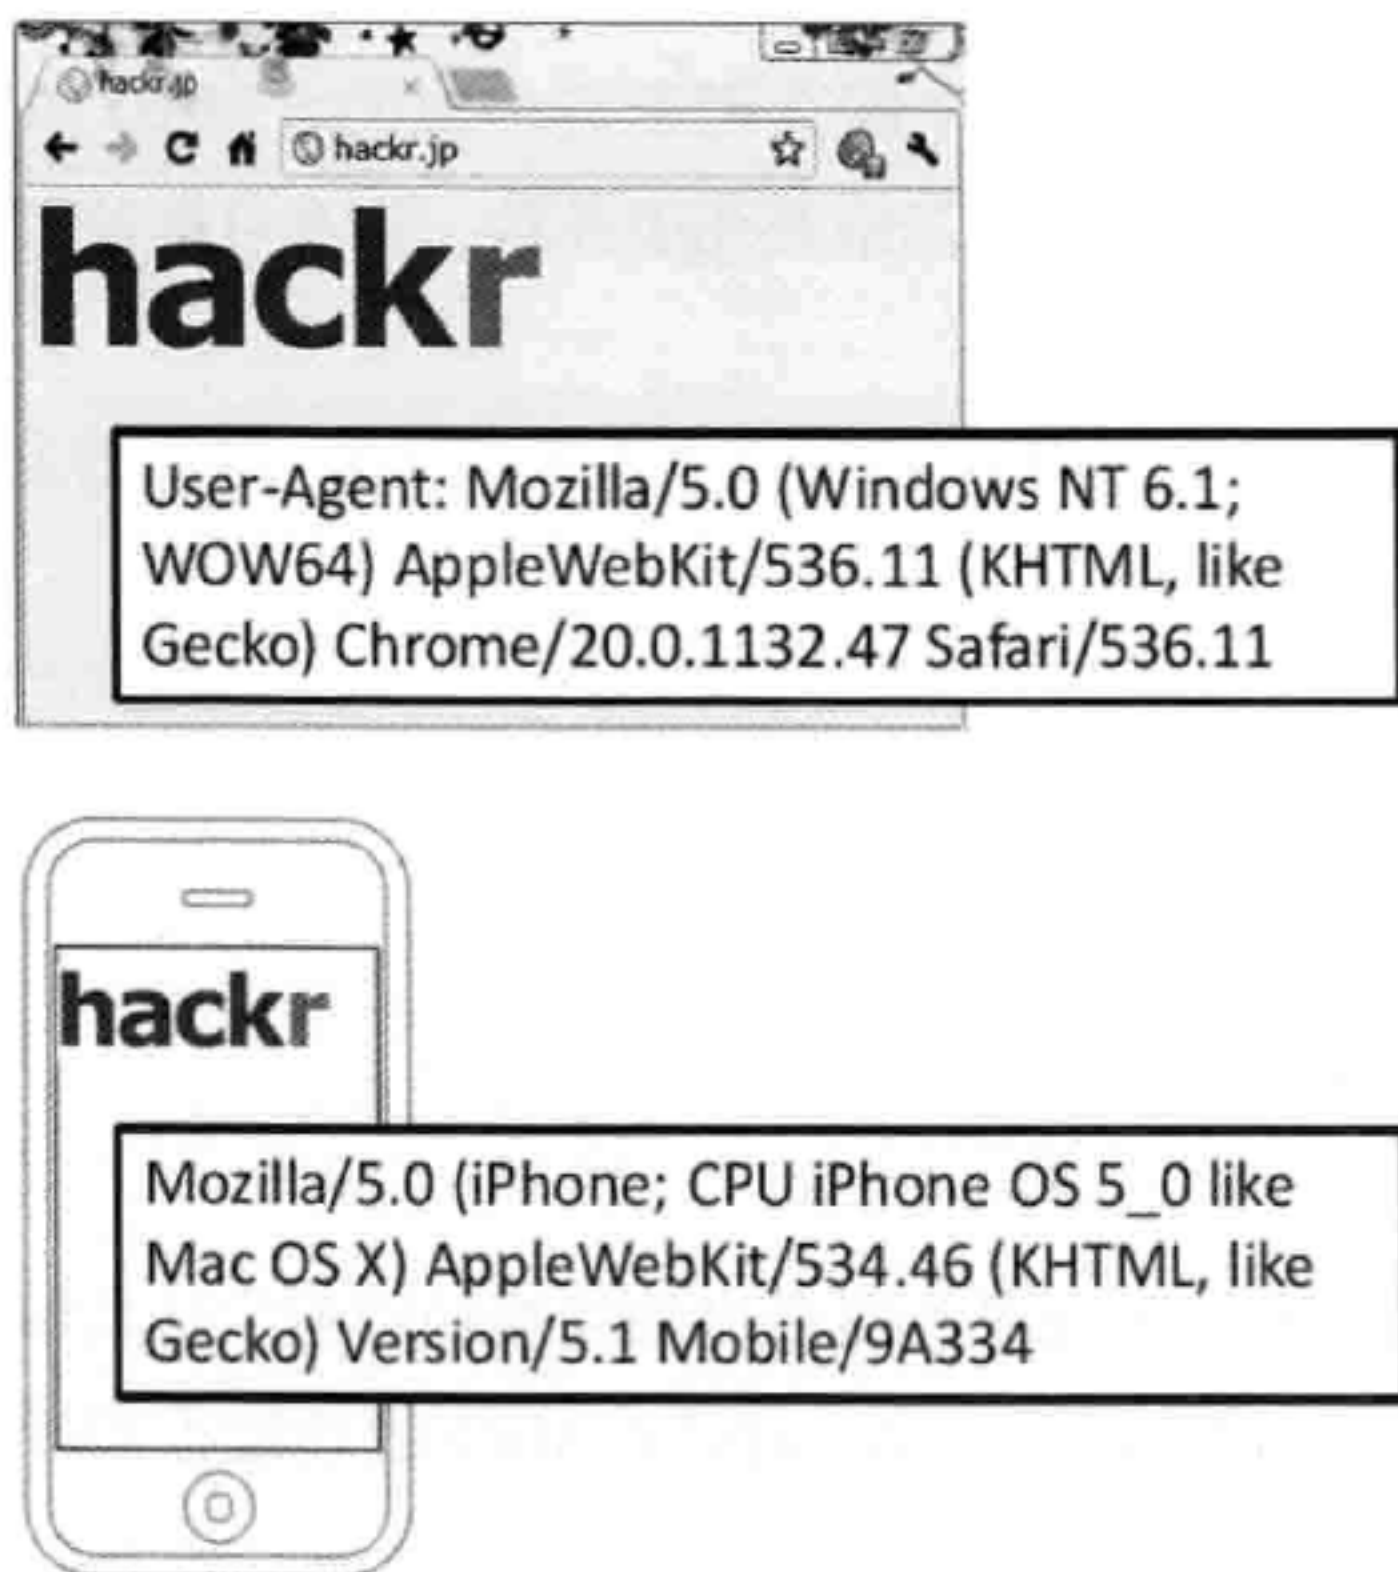 hackr.jp
hackr.jp
hackr
User-Agent: Mozilla/5.0 (Windows NT 6.1;
WOW64) AppleWebKit/536.11 (KHTML, like
Gecko) Chrome/20.0.1132.47 Safari/536.11
hackr
Mozilla/5.0 (iPhone; CPU iPhone OS 5_0 like
Mac OS X) AppleWebKit/534.46 (KHTML, like
Gecko) Version/5.1 Mobile/9A334